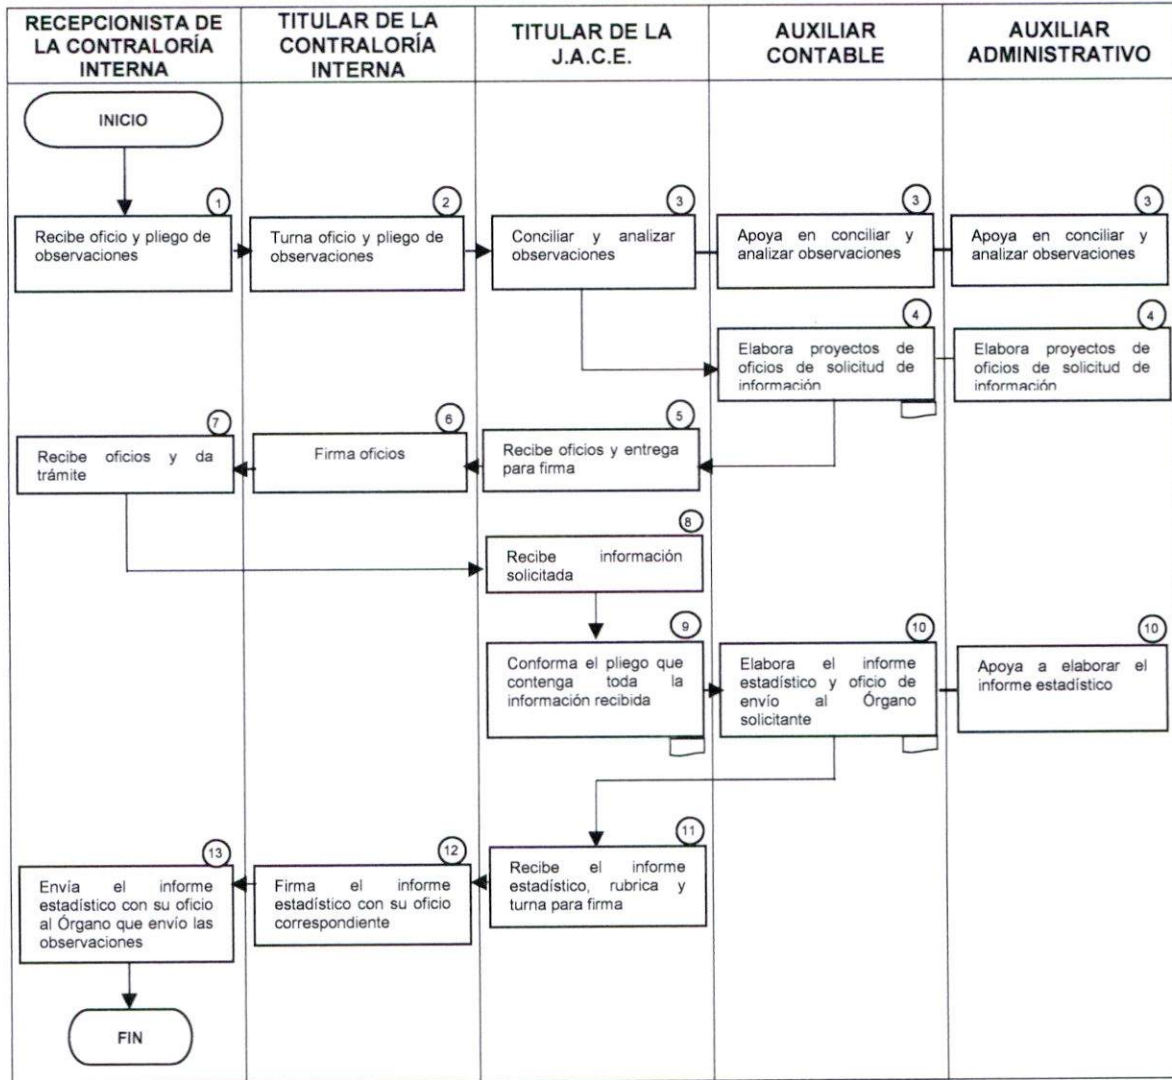 RECEPCIONISTA DE
LA CONTRALORÍA
INTERNA
TITULAR DE LA
CONTRALORÍA
INTERNA
TITULAR DE LA
J.A.C.E.
AUXILIAR
CONTABLE
AUXILIAR
ADMINISTRATIVO
INICIO
1
Recibe oficio y pliego de
observaciones
2
Turna oficio y pliego de
observaciones
3
Conciliar y analizar
observaciones
3
Apoya en conciliar y
analizar observaciones
3
Apoya en conciliar y
analizar observaciones
4
Elabora proyectos de
oficios de solicitud de
información
4
Elabora proyectos de
oficios de solicitud de
información
7
Recibe oficios y da
trámite
6
Firma oficios
5
Recibe oficios y entrega
para firma
8
Recibe información
solicitada
9
Conforma el pliego que
contenga toda la
información recibida
10
Elabora el informe
estadístico y oficio de
envío al Órgano
solicitante
10
Apoya a elaborar el
informe estadístico
13
Envía el informe
estadístico con su oficio
al Órgano que envío las
observaciones
12
Firma el informe
estadístico con su oficio
correspondiente
11
Recibe el informe
estadístico, rubrica y
turna para firma
FIN